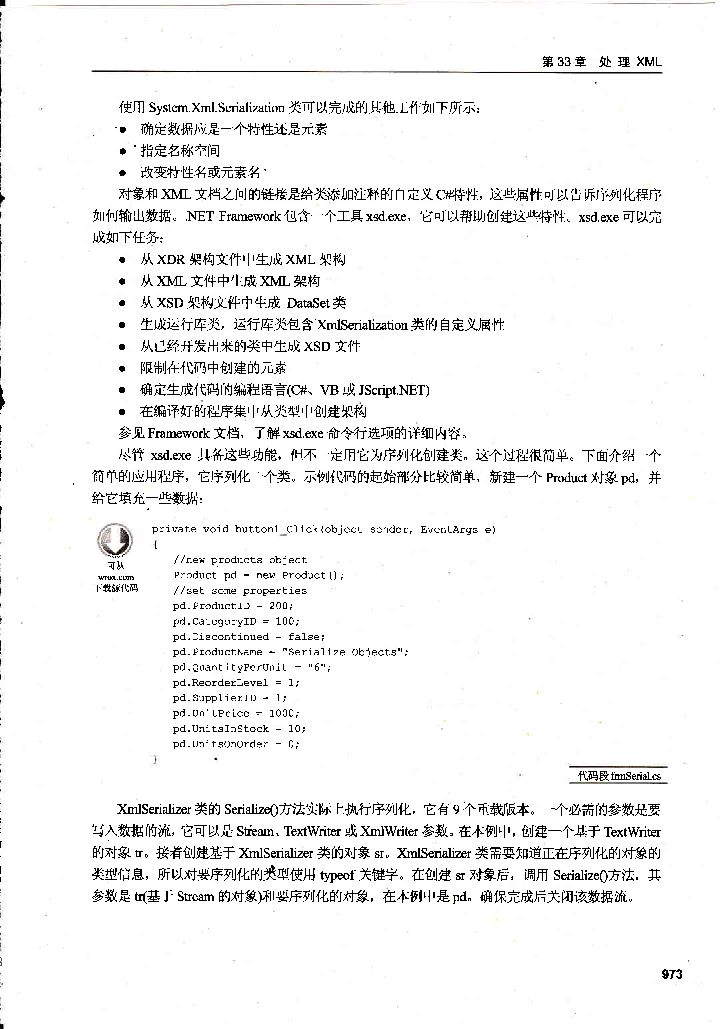 第 33 章 处 理 XML
使用 System.Xml.Serialization 类可以完成的其他工作如下所示：
● 确定数据应是一个特性还是元素
● 指定名称空间
● 改变特性名或元素名
对象和 XML 文档之间的链接是给类添加注释的自定义 C#特性，这些属性可以告诉序列化程序
如何输出数据。.NET Framework 包含一个工具 xsd.exe，它可以帮助创建这些特性。xsd.exe 可以完
成如下任务：
● 从 XDR 架构文件中生成 XML 架构
● 从 XML 文件中生成 XML 架构
● 从 XSD 架构文件中生成 DataSet 类
● 生成运行库类，运行库类包含 XmlSerialization 类的自定义属性
● 从已经开发出来的类中生成 XSD 文件
● 限制在代码中创建的元素
● 确定生成代码的编程语言(C#、VB 或 JScript.NET)
● 在编译好的程序集中从类型中创建架构
参见 Framework 文档，了解 xsd.exe 命令行选项的详细内容。
尽管 xsd.exe 具备这些功能，但不一定用它为序列化创建类。这个过程很简单。下面介绍一个
简单的应用程序，它序列化一个类。示例代码的起始部分比较简单，新建一个 Product 对象 pd，并
给它填充一些数据：
private void button1_Click(object sender, EventArgs e)
{
可从
wrox.com
下载源代码
//new products object
Product pd = new Product();
//set some properties
pd.ProductID = 200;
pd.CategoryID = 100;
pd.Discontinued = false;
pd.ProductName = "Serialize Objects";
pd.QuantityPerUnit = "6";
pd.ReorderLevel = 1;
pd.SupplierID = 1;
pd.UnitPrice = 1000;
pd.UnitsInStock = 10;
pd.UnitsOnOrder = 0;
}
代码段 frmSerial.cs
XmlSerializer 类的 Serialize()方法实际上执行序列化，它有 9 个重载版本。一个必需的参数是要
写入数据的流，它可以是 Stream、TextWriter 或 XmlWriter 参数。在本例中，创建一个基于 TextWriter
的对象 tr。接着创建基于 XmlSerializer 类的对象 sr。XmlSerializer 类需要知道正在序列化的对象的
类型信息，所以对要序列化的类型使用 typeof 关键字。在创建 sr 对象后，调用 Serialize()方法，其
参数是 tr(基于 Stream 的对象)和要序列化的对象，在本例中是 pd。确保完成后关闭该数据流。
973